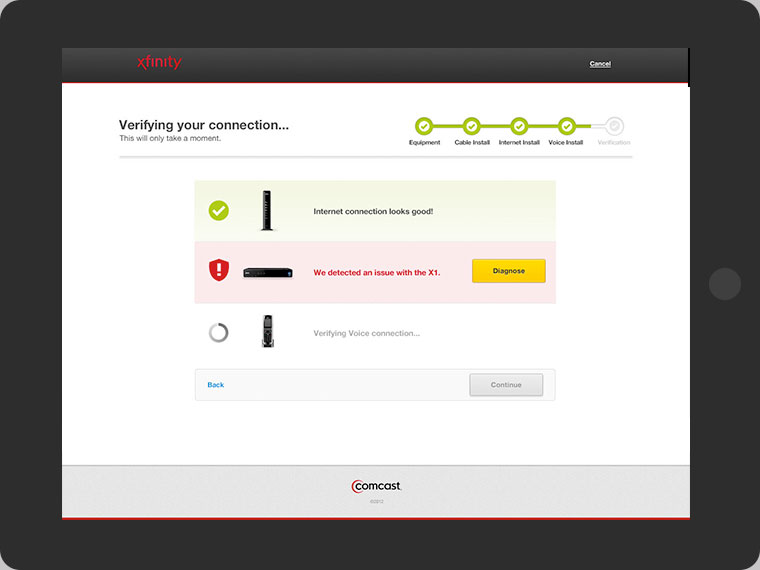 xfinity
Cancel
Verifying your connection...
This will only take a moment.
Equipment
Cable Install
Internet Install
Voice Install
Verification
Internet connection looks good!
We detected an issue with the X1.
Diagnose
Verifying Voice connection...
Back
Continue
comcast
©2012